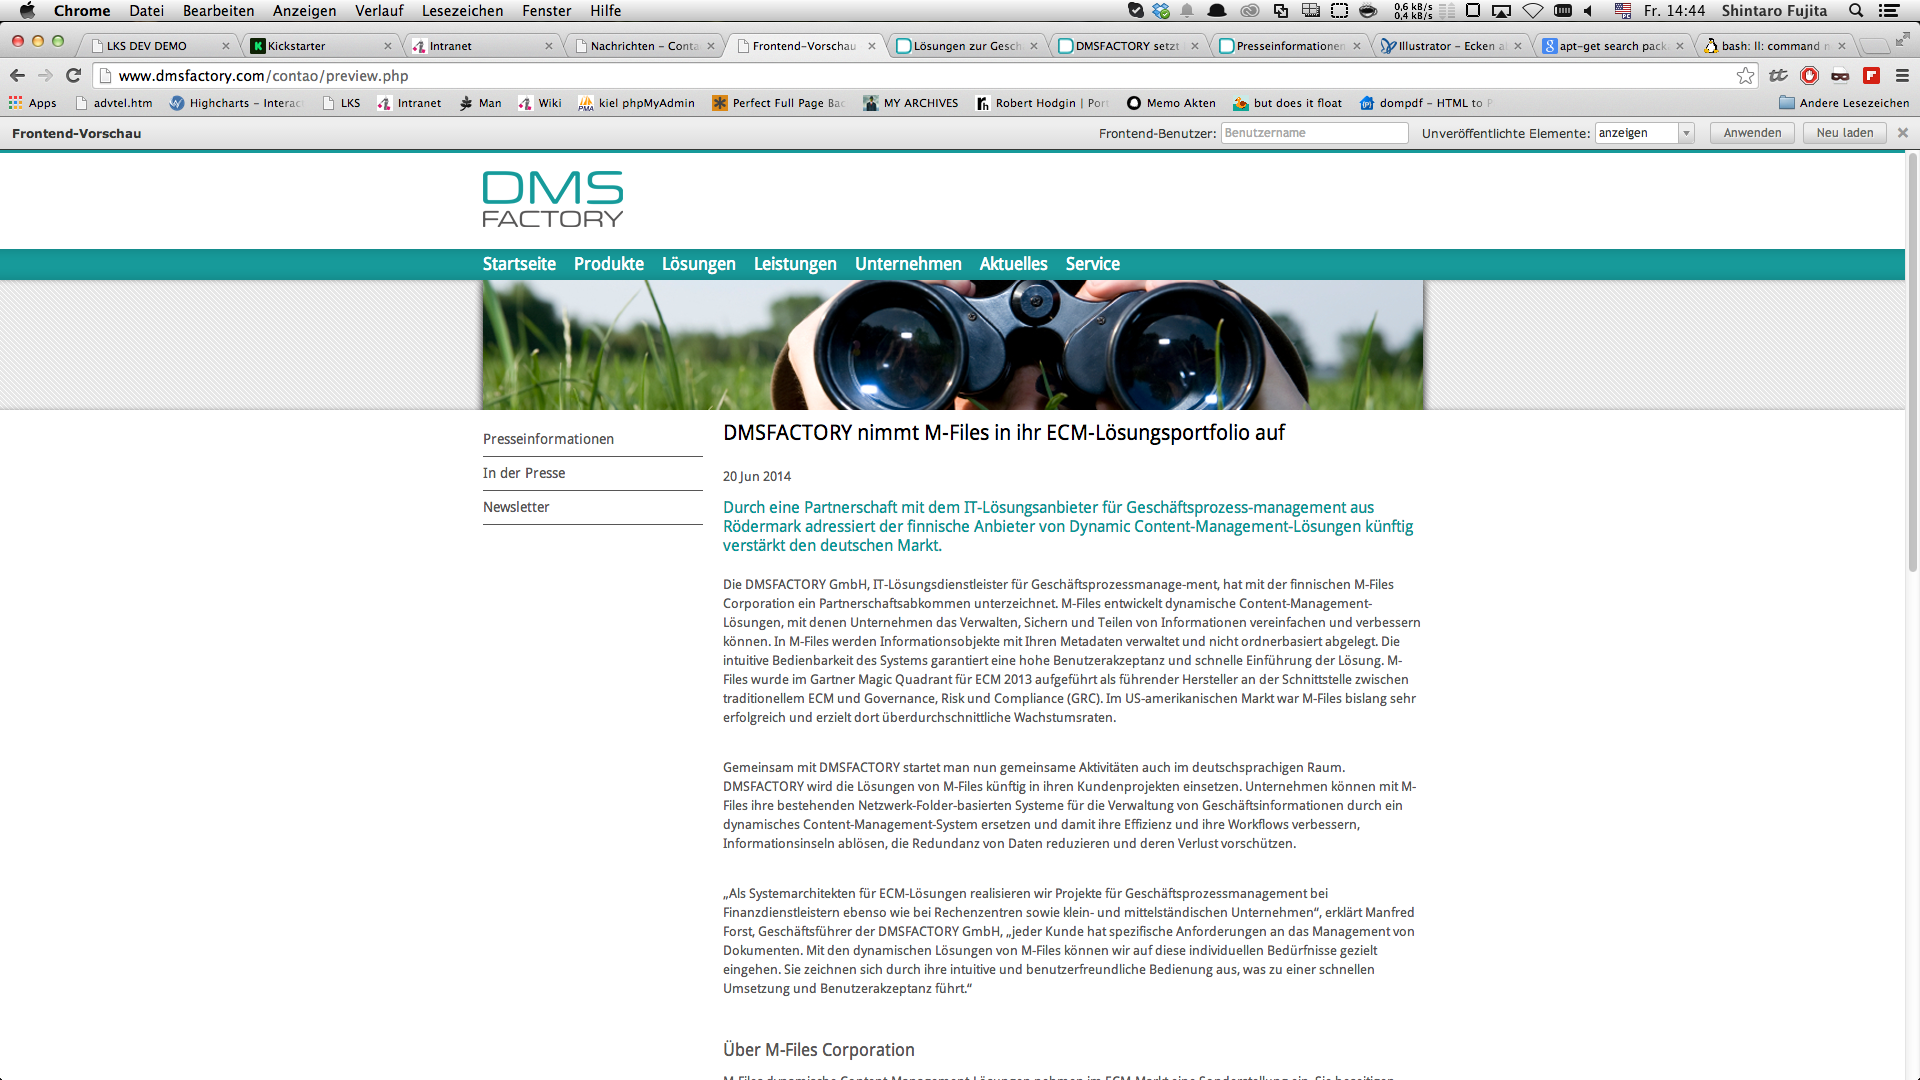 Chrome Datei Bearbeiten Anzeigen Verlauf Lesezeichen Fenster Hilfe 0,6 kB/s 0,4 kB/s Fr. 14:44 Shintaro Fujita
LKS DEV DEMO Kickstarter Intranet Nachrichten – Conta Frontend-Vorschau Lösungen zur Gesch DMSFACTORY setzt Presseinformationen Illustrator – Ecken a apt-get search pack bash: ll: command n
www.dmsfactory.com/contao/preview.php
Apps advtel.htm Highcharts – Interac LKS Intranet Man Wiki kiel phpMyAdmin Perfect Full Page Bac MY ARCHIVES Robert Hodgin | Port Memo Akten but does it float dompdf – HTML to P Andere Lesezeichen
Frontend-Vorschau Frontend-Benutzer: Benutzername Unveröffentlichte Elemente: anzeigen Anwenden Neu laden
DMS
FACTORY
Startseite Produkte Lösungen Leistungen Unternehmen Aktuelles Service
Presseinformationen
In der Presse
Newsletter
DMSFACTORY nimmt M-Files in ihr ECM-Lösungsportfolio auf
20 Jun 2014
Durch eine Partnerschaft mit dem IT-Lösungsanbieter für Geschäftsprozess-management aus
Rödermark adressiert der finnische Anbieter von Dynamic Content-Management-Lösungen künftig
verstärkt den deutschen Markt.
Die DMSFACTORY GmbH, IT-Lösungsdienstleister für Geschäftsprozessmanage-ment, hat mit der finnischen M-Files
Corporation ein Partnerschaftsabkommen unterzeichnet. M-Files entwickelt dynamische Content-Management-
Lösungen, mit denen Unternehmen das Verwalten, Sichern und Teilen von Informationen vereinfachen und verbessern
können. In M-Files werden Informationsobjekte mit Ihren Metadaten verwaltet und nicht ordnerbasiert abgelegt. Die
intuitive Bedienbarkeit des Systems garantiert eine hohe Benutzerakzeptanz und schnelle Einführung der Lösung. M-
Files wurde im Gartner Magic Quadrant für ECM 2013 aufgeführt als führender Hersteller an der Schnittstelle zwischen
traditionellem ECM und Governance, Risk und Compliance (GRC). Im US-amerikanischen Markt war M-Files bislang sehr
erfolgreich und erzielt dort überdurchschnittliche Wachstumsraten.
Gemeinsam mit DMSFACTORY startet man nun gemeinsame Aktivitäten auch im deutschsprachigen Raum.
DMSFACTORY wird die Lösungen von M-Files künftig in ihren Kundenprojekten einsetzen. Unternehmen können mit M-
Files ihre bestehenden Netzwerk-Folder-basierten Systeme für die Verwaltung von Geschäftsinformationen durch ein
dynamisches Content-Management-System ersetzen und damit ihre Effizienz und ihre Workflows verbessern,
Informationsinseln ablösen, die Redundanz von Daten reduzieren und deren Verlust vorschützen.
„Als Systemarchitekten für ECM-Lösungen realisieren wir Projekte für Geschäftsprozessmanagement bei
Finanzdienstleistern ebenso wie bei Rechenzentren sowie klein- und mittelständischen Unternehmen“, erklärt Manfred
Forst, Geschäftsführer der DMSFACTORY GmbH, „jeder Kunde hat spezifische Anforderungen an das Management von
Dokumenten. Mit den dynamischen Lösungen von M-Files können wir auf diese individuellen Bedürfnisse gezielt
eingehen. Sie zeichnen sich durch ihre intuitive und benutzerfreundliche Bedienung aus, was zu einer schnellen
Umsetzung und Benutzerakzeptanz führt.“
Über M-Files Corporation